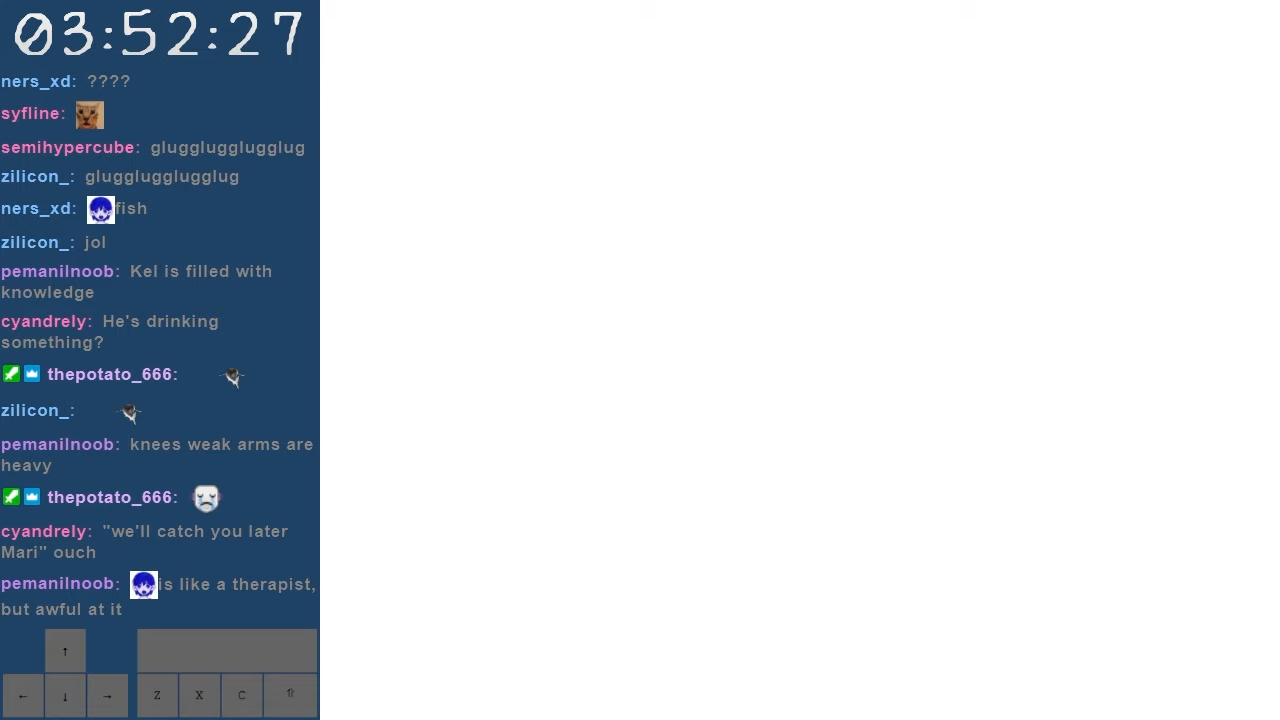 03:52:27
ners_xd: ????
syfline:
semihypercube: glugglugglugglug
zilicon_: glugglugglugglug
ners_xd: fish
zilicon_: jol
pemanilnoob: Kel is filled with
knowledge
cyandrely: He's drinking
something?
thepotato_666:
zilicon_:
pemanilnoob: knees weak arms are
heavy
thepotato_666:
cyandrely: "we'll catch you later
Mari" ouch
pemanilnoob: is like a therapist,
but awful at it
↑
← ↓ → Z X C ⇧